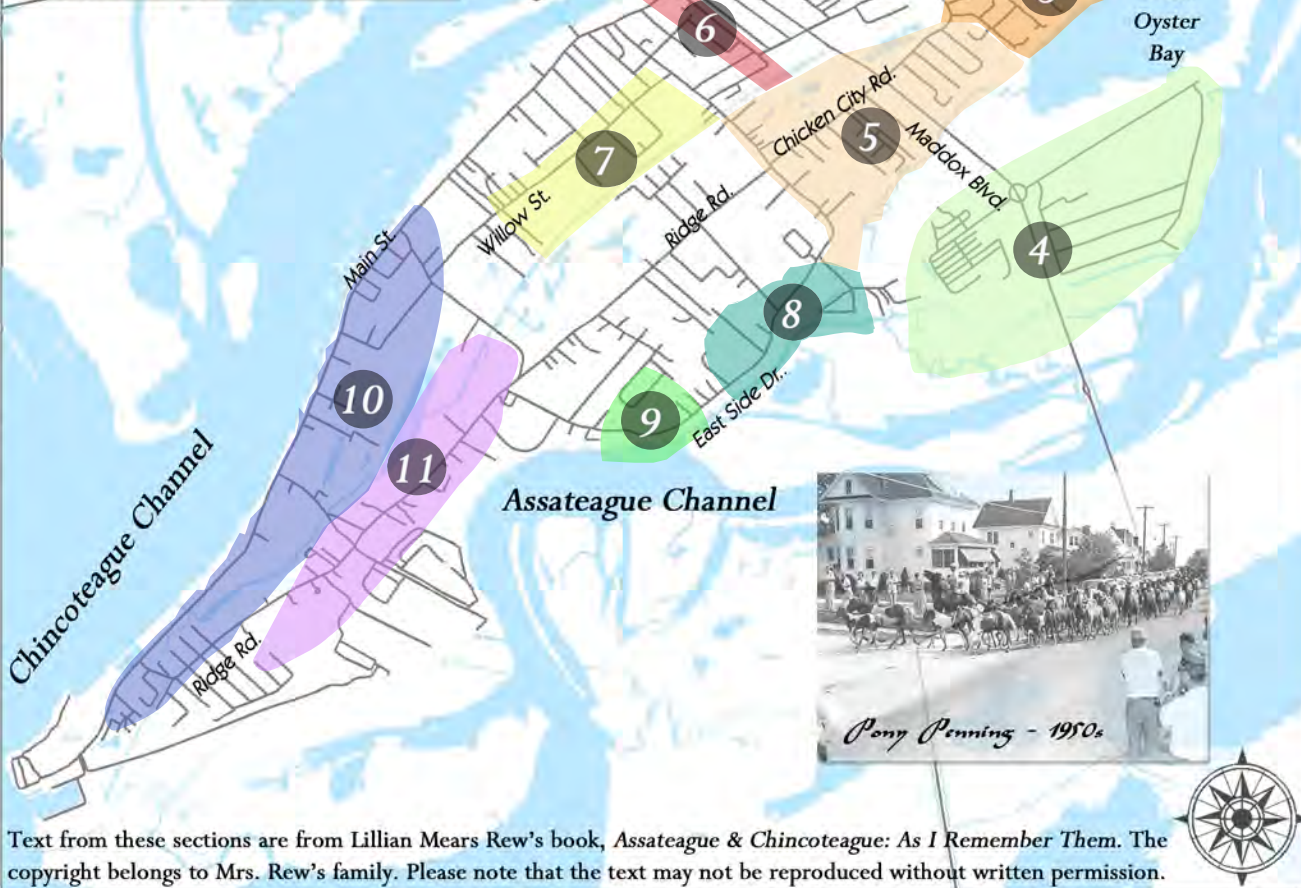 Oyster
Bay
6
Chicken City Rd.
5
Maddox Blvd.
7
Willow St.
Ridge Rd.
4
Main St.
8
10
9
East Side Dr..
11
Assateague Channel
Chincoteague Channel
Ridge Rd.
Pony Penning - 1950s
Text from these sections are from Lillian Mears Rew's book, Assateague & Chincoteague: As I Remember Them. The
copyright belongs to Mrs. Rew's family. Please note that the text may not be reproduced without written permission.